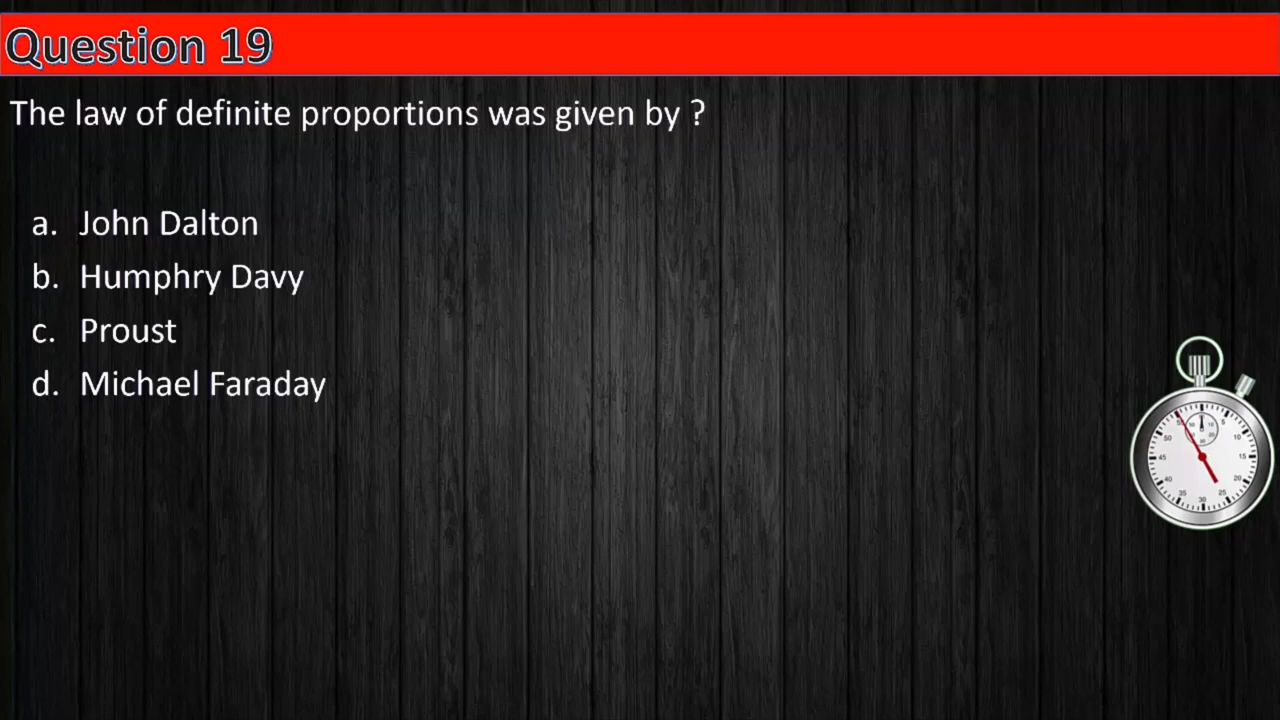 Question 19
The law of definite proportions was given by ?
a. John Dalton
b. Humphry Davy
c. Proust
d. Michael Faraday